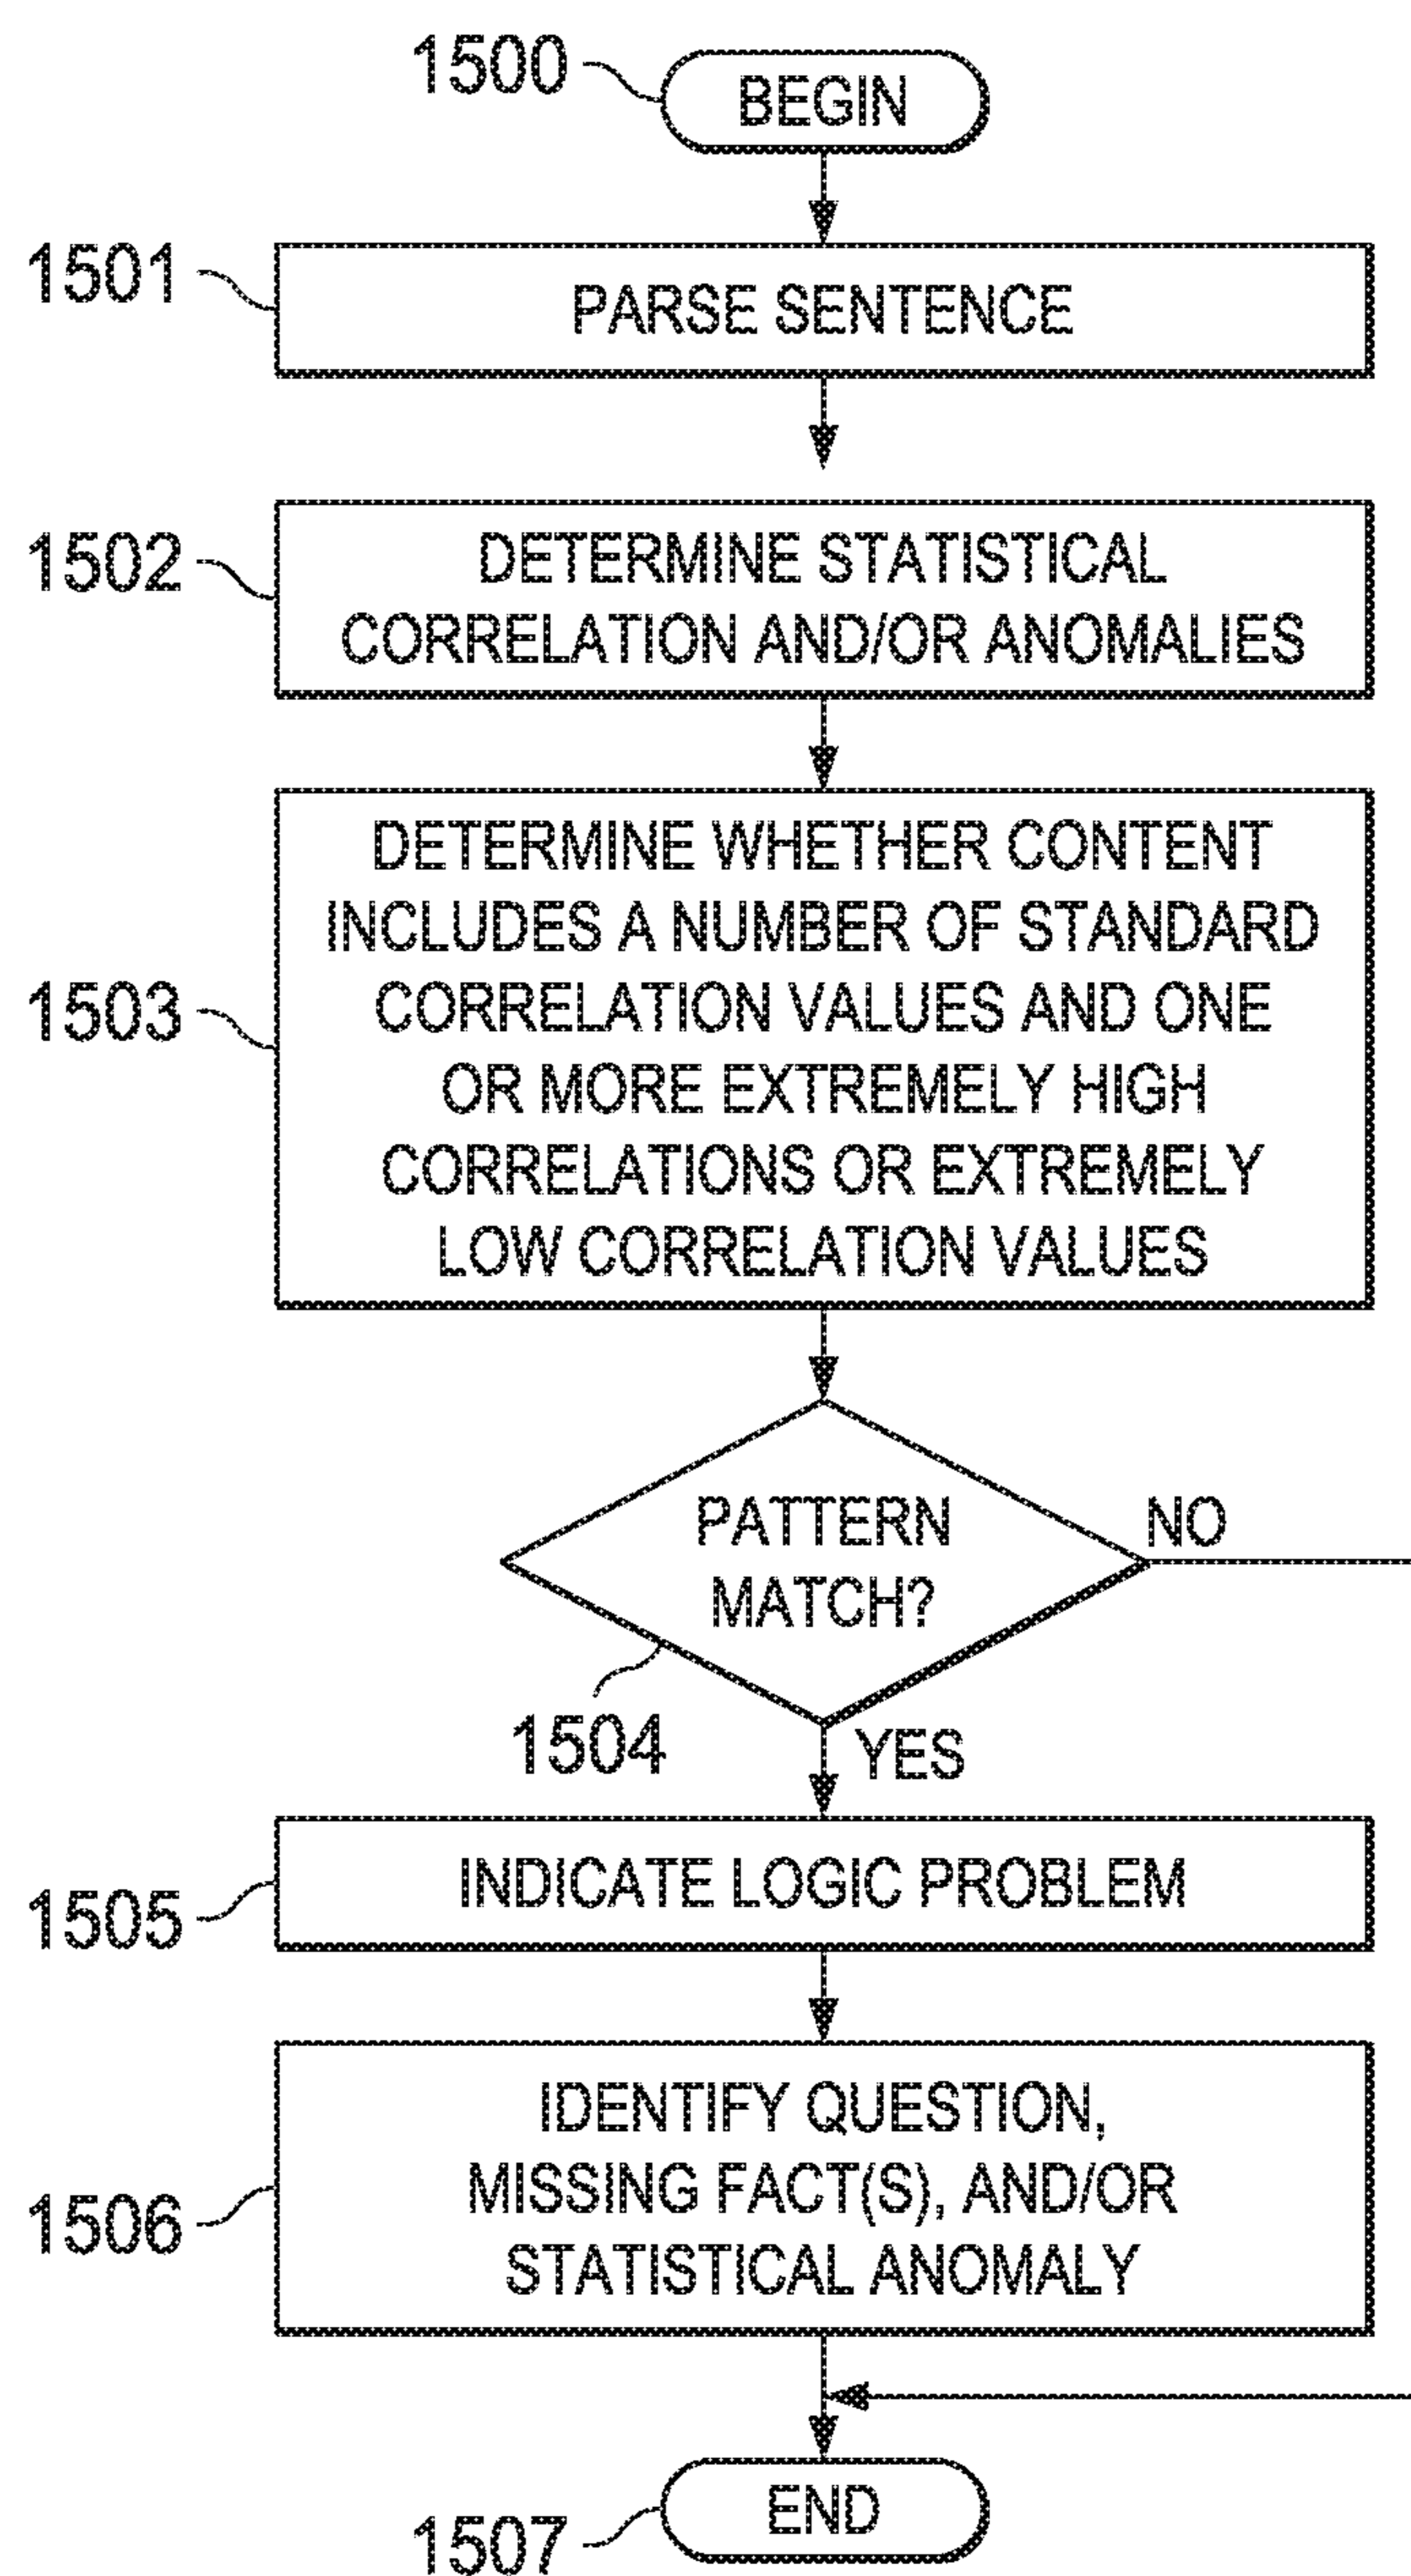 1500
BEGIN
1501
PARSE SENTENCE
1502
DETERMINE STATISTICAL
CORRELATION AND/OR ANOMALIES
1503
DETERMINE WHETHER CONTENT
INCLUDES A NUMBER OF STANDARD
CORRELATION VALUES AND ONE
OR MORE EXTREMELY HIGH
CORRELATIONS OR EXTREMELY
LOW CORRELATION VALUES
PATTERN
MATCH?
NO
1504
YES
1505
INDICATE LOGIC PROBLEM
1506
IDENTIFY QUESTION,
MISSING FACT(S), AND/OR
STATISTICAL ANOMALY
1507
END